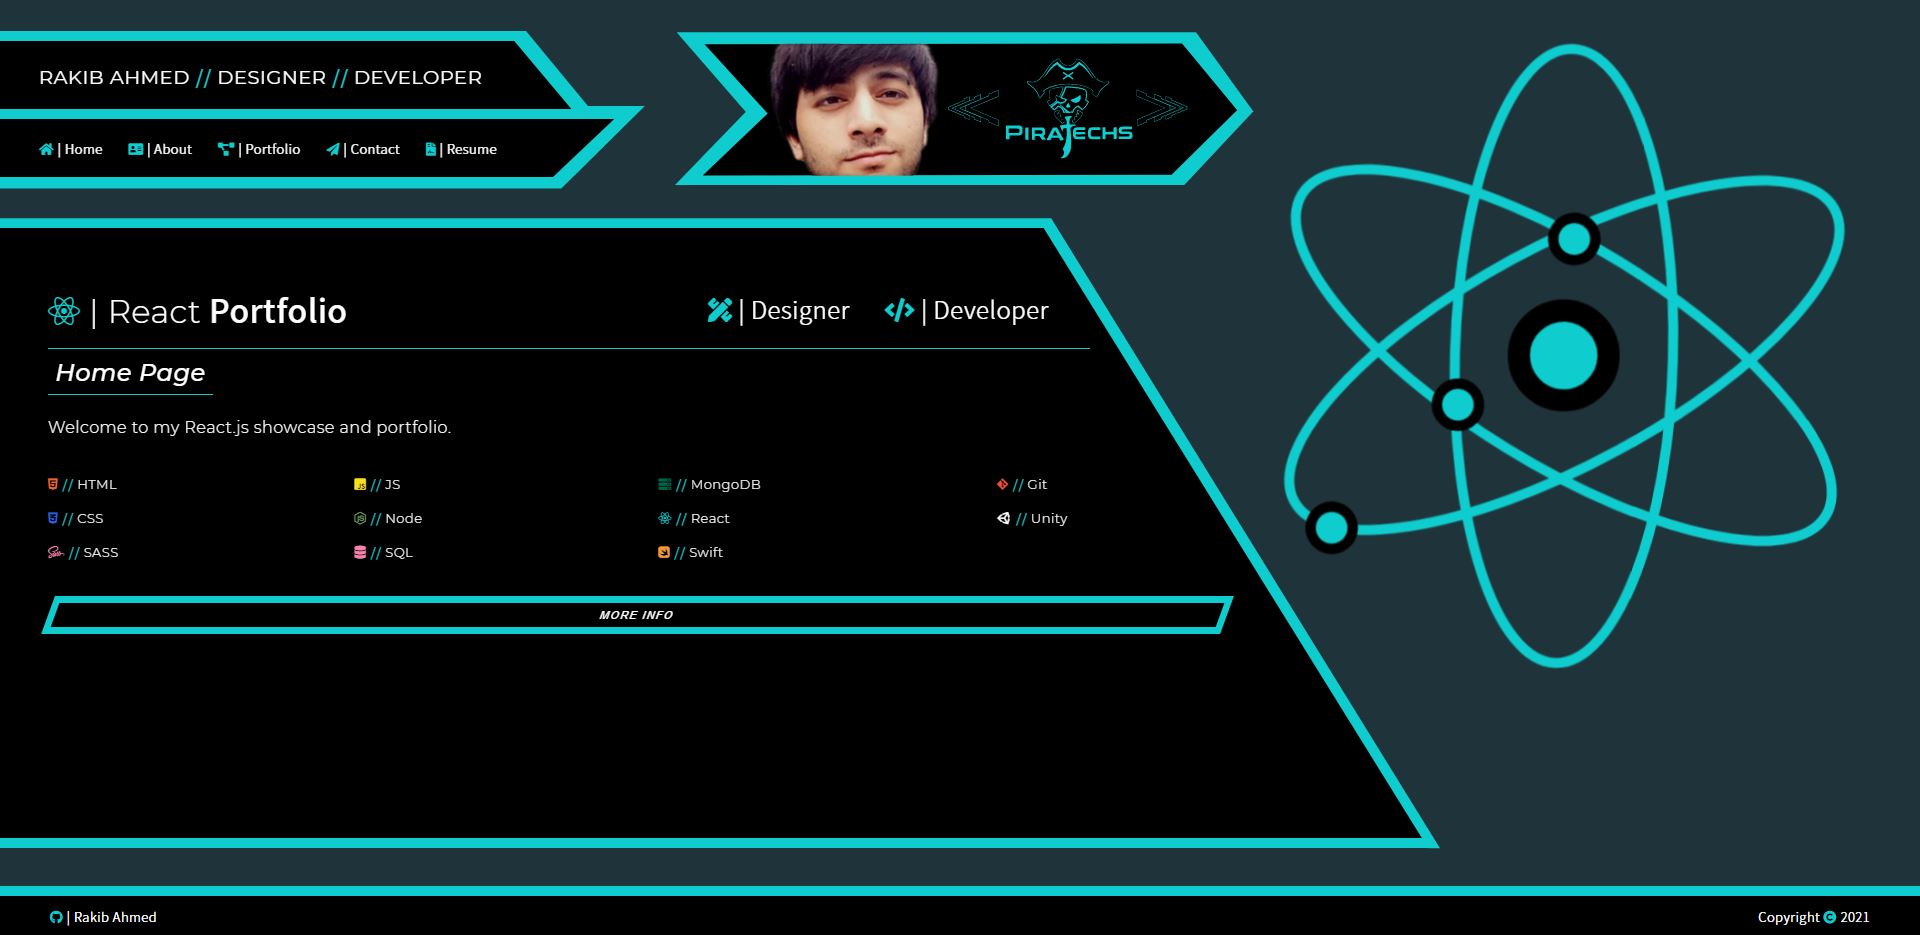 RAKIB AHMED // DESIGNER // DEVELOPER
| Home | About | Portfolio | Contact | Resume
PIRATECHS
| React Portfolio
| Designer | Developer
Home Page
Welcome to my React.js showcase and portfolio.
// HTML // JS // MongoDB // Git
// CSS // Node // React // Unity
// SASS // SQL // Swift
MORE INFO
| Rakib Ahmed
Copyright © 2021